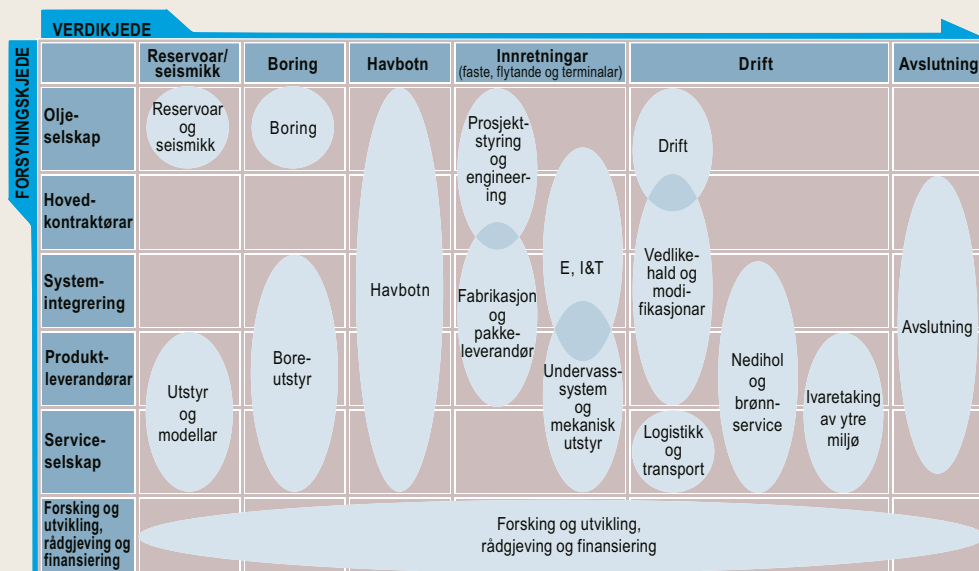 VERDIKJEDE
FORSYNINGSKJEDE
Reservoar/
seismikk
Boring
Havbotn
Innretningar
(faste, flytande og terminalar)
Drift
Avslutning
Olje-
selskap
Reservoar
og
seismikk
Boring
Prosjekt-
styring
og
engineer-
ing
Drift
Hoved-
kontraktørar
System-
integrering
Havbotn
Fabrikasjon
og
pakke-
leverandør
E, I&T
Vedlike-
hald og
modi-
fikasjonar
Avslutning
Produkt-
leverandørar
Utstyr
og
modellar
Bore-
utstyr
Undervass-
system
og
mekanisk
utstyr
Nedihol
og
brønn-
service
Ivaretaking
av ytre
miljø
Service-
selskap
Logistikk
og
transport
Forsking og
utvikling,
rådgjeving og
finansiering
Forsking og utvikling,
rådgjeving og finansiering